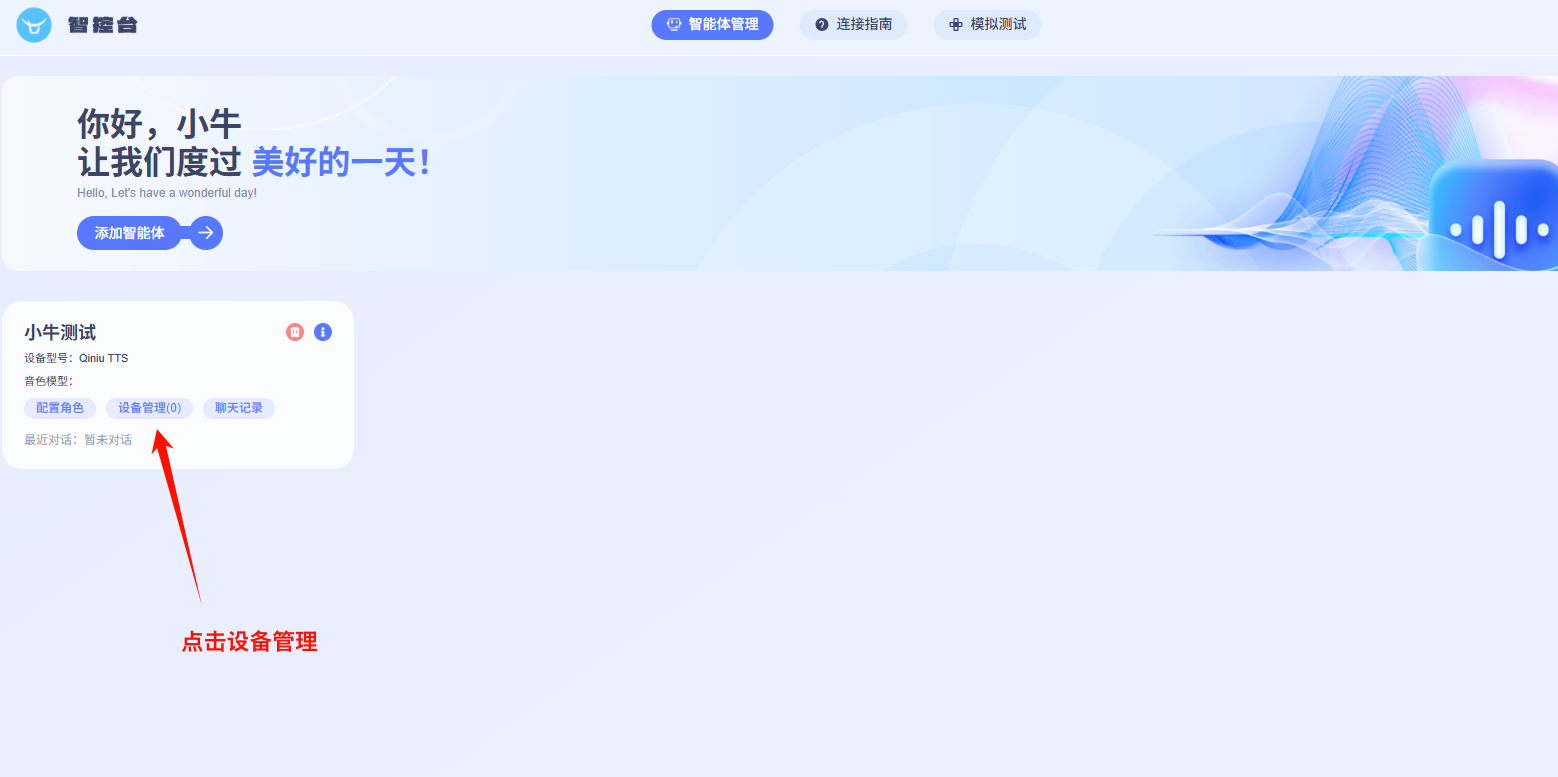 智控台
智能体管理
连接指南
模拟测试
你好，小牛
让我们度过 美好的一天！
Hello, Let's have a wonderful day!
添加智能体
小牛测试
设备型号：Qiniu TTS
音色模型：
配置角色
设备管理(0)
聊天记录
最近对话：暂未对话
点击设备管理